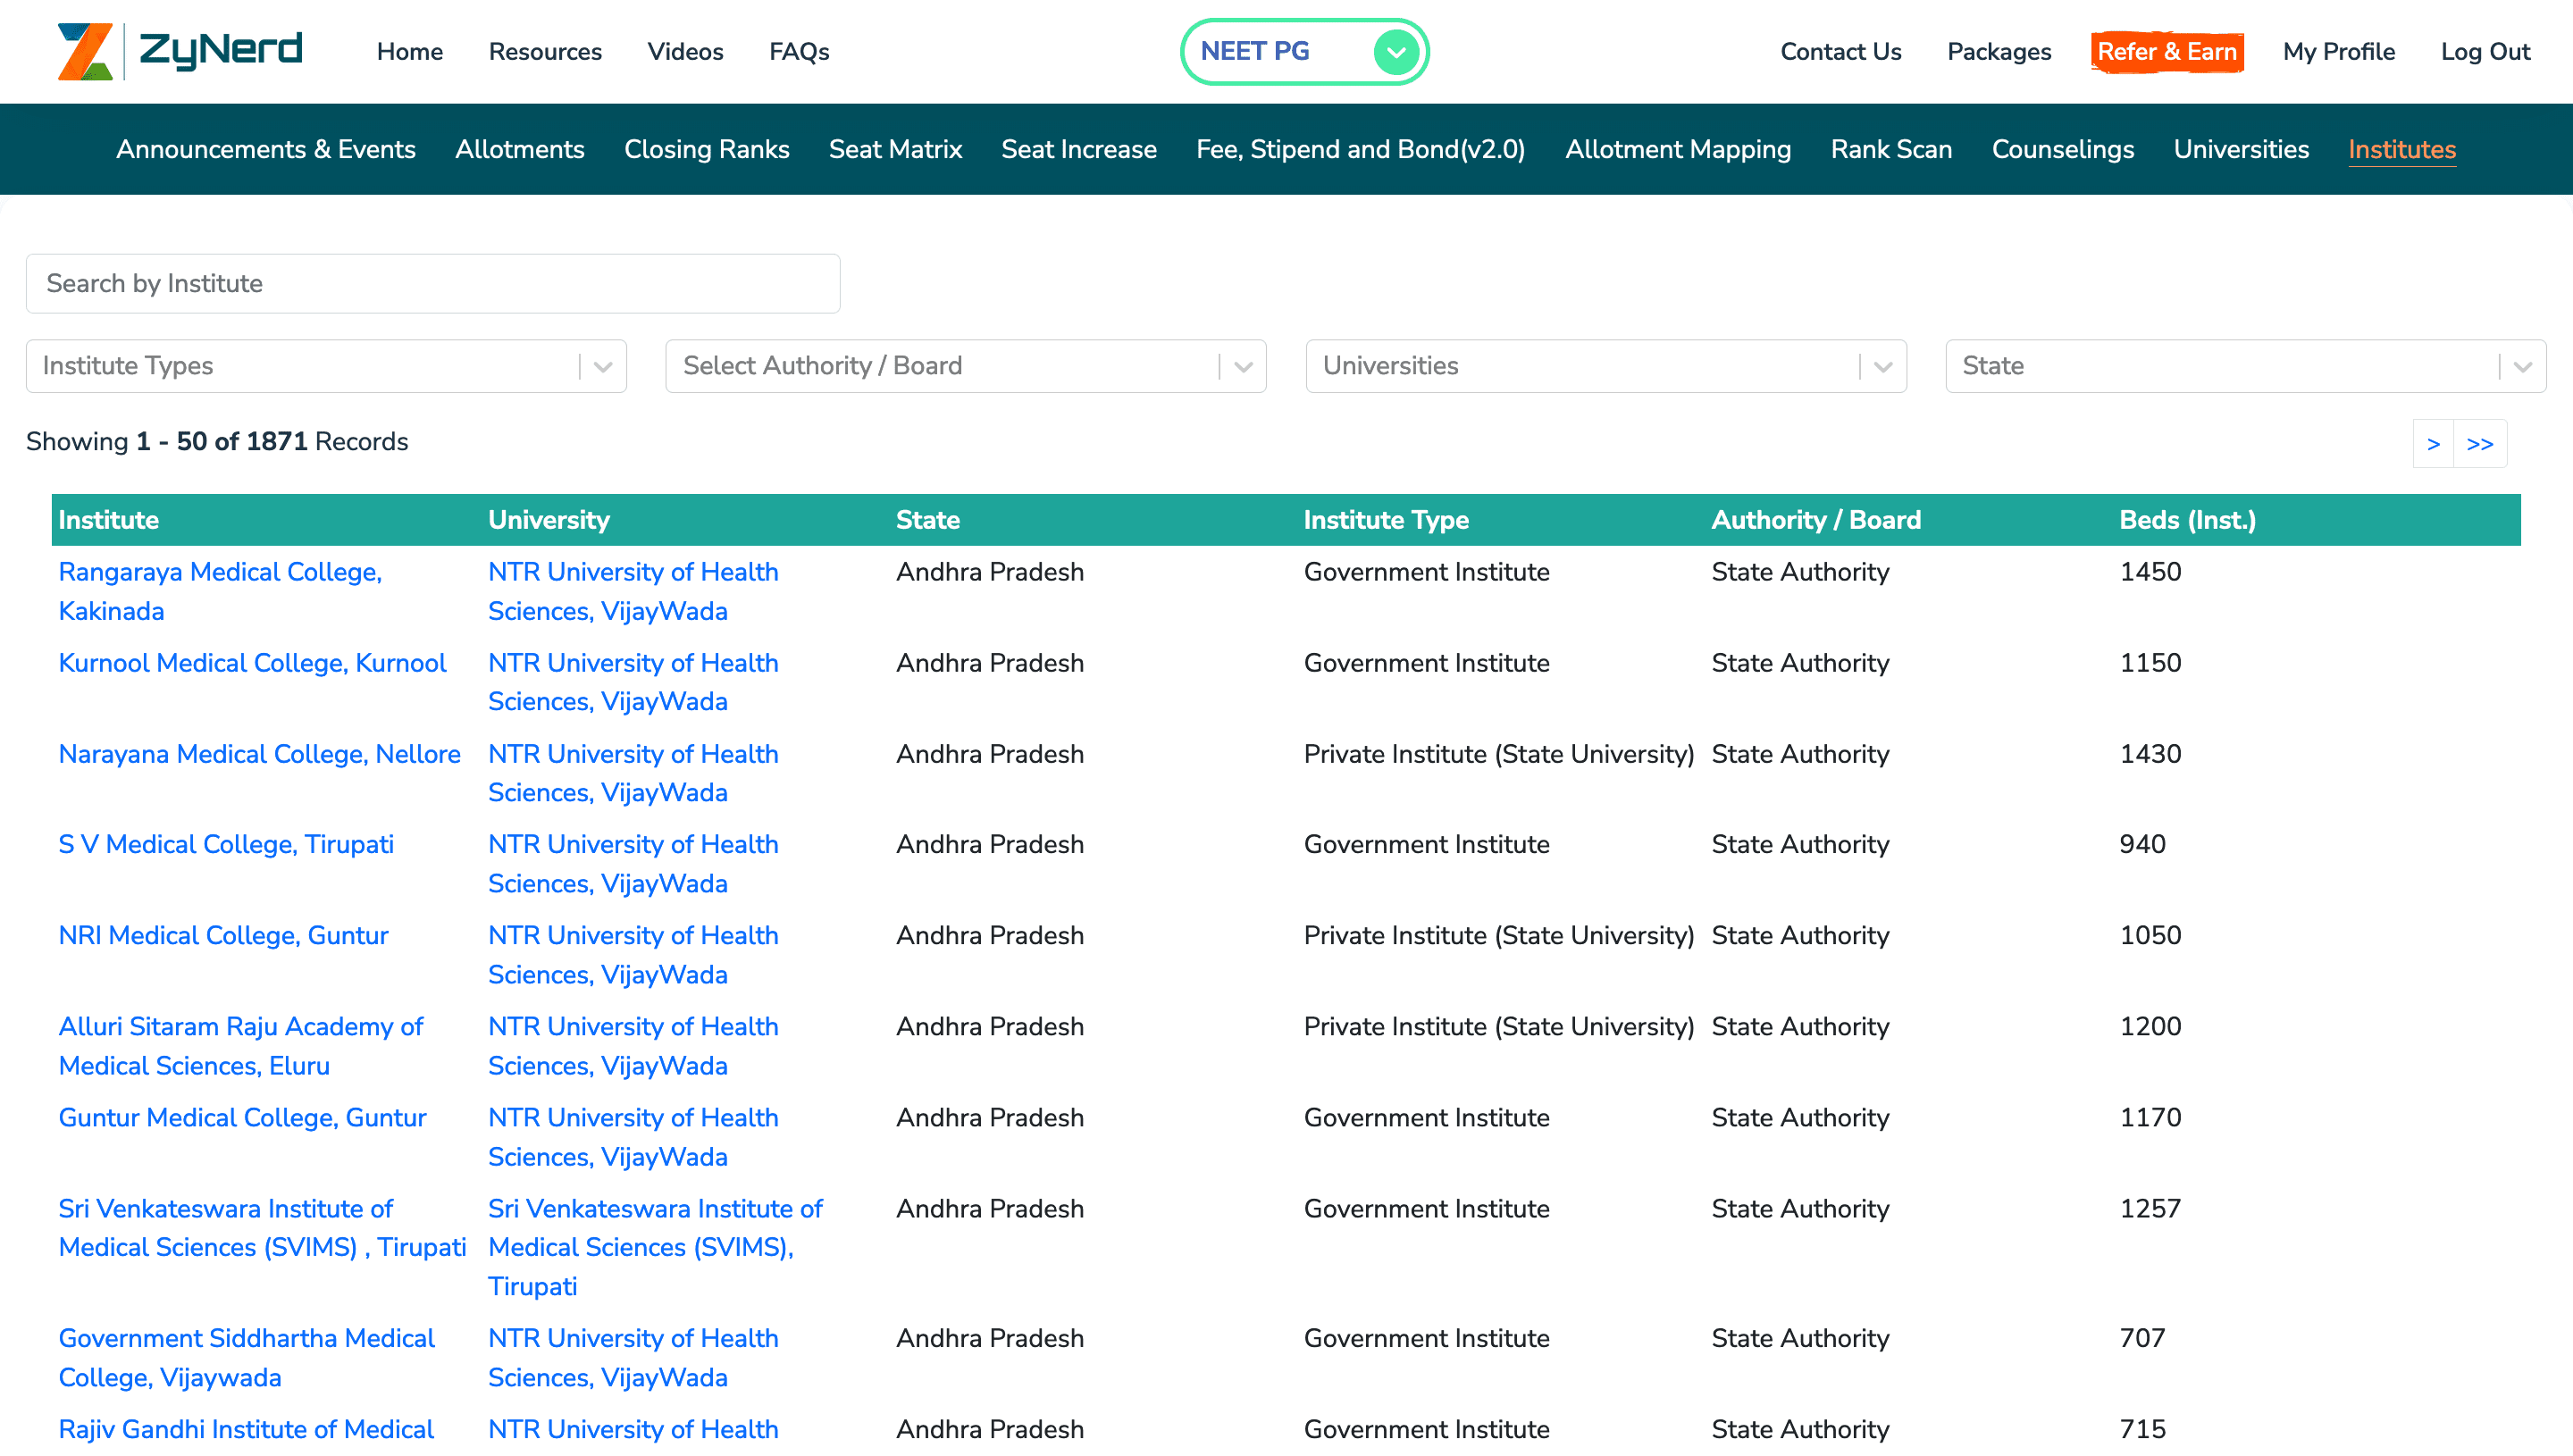 ZyNerd Home Resources Videos FAQs NEET PG Contact Us Packages Refer & Earn My Profile Log Out
Announcements & Events Allotments Closing Ranks Seat Matrix Seat Increase Fee, Stipend and Bond(v2.0) Allotment Mapping Rank Scan Counselings Universities Institutes
Search by Institute
Institute Types Select Authority / Board Universities State
Showing 1 - 50 of 1871 Records > >>
Institute University State Institute Type Authority / Board Beds (Inst.)
Rangaraya Medical College, NTR University of Health Andhra Pradesh Government Institute State Authority 1450
Kakinada Sciences, VijayWada
Kurnool Medical College, Kurnool NTR University of Health Andhra Pradesh Government Institute State Authority 1150
Sciences, VijayWada
Narayana Medical College, Nellore NTR University of Health Andhra Pradesh Private Institute (State University) State Authority 1430
Sciences, VijayWada
S V Medical College, Tirupati NTR University of Health Andhra Pradesh Government Institute State Authority 940
Sciences, VijayWada
NRI Medical College, Guntur NTR University of Health Andhra Pradesh Private Institute (State University) State Authority 1050
Sciences, VijayWada
Alluri Sitaram Raju Academy of NTR University of Health Andhra Pradesh Private Institute (State University) State Authority 1200
Medical Sciences, Eluru Sciences, VijayWada
Guntur Medical College, Guntur NTR University of Health Andhra Pradesh Government Institute State Authority 1170
Sciences, VijayWada
Sri Venkateswara Institute of Sri Venkateswara Institute of Andhra Pradesh Government Institute State Authority 1257
Medical Sciences (SVIMS) , Tirupati Medical Sciences (SVIMS),
Tirupati
Government Siddhartha Medical NTR University of Health Andhra Pradesh Government Institute State Authority 707
College, Vijaywada Sciences, VijayWada
Rajiv Gandhi Institute of Medical NTR University of Health Andhra Pradesh Government Institute State Authority 715